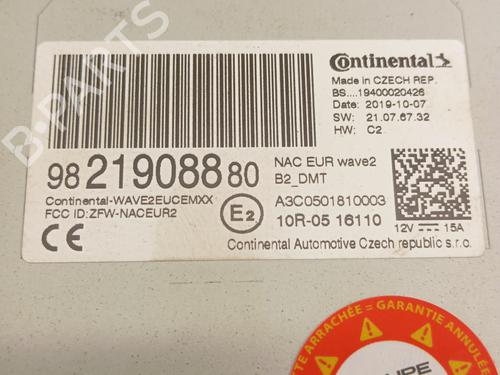 B-PARTS
Continental
Made in CZECH REP.
BS....19400020426
Date: 2019-10-07
SW: 21.07.67.32
HW: C2
98 219088 80
NAC EUR wave2
B2_DMT
Continental-WAVE2EUCEMXX
FCC ID:ZFW-NACEUR2
E2
A3C0501810003
10R-05 16110
12V 15A
CE
Continental Automotive Czech republic s.r.o.
ARRACHÉE = GARANTIE ANNULÉE